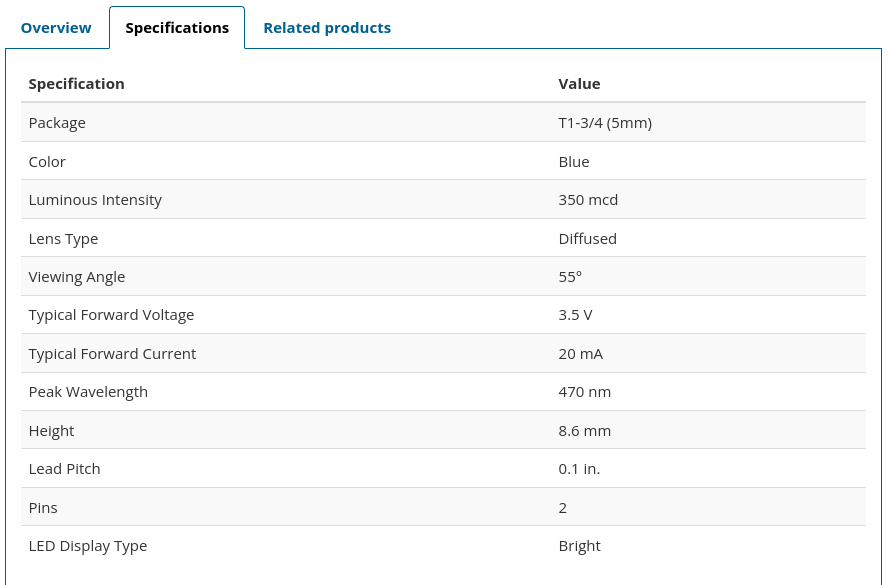 Overview Specifications Related products
Specification Value
Package T1-3/4 (5mm)
Color Blue
Luminous Intensity 350 mcd
Lens Type Diffused
Viewing Angle 55°
Typical Forward Voltage 3.5 V
Typical Forward Current 20 mA
Peak Wavelength 470 nm
Height 8.6 mm
Lead Pitch 0.1 in.
Pins 2
LED Display Type Bright